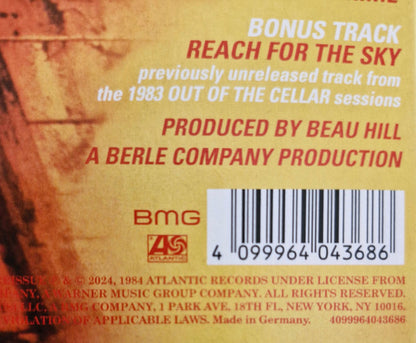 BONUS TRACK
REACH FOR THE SKY
previously unreleased track from
the 1983 OUT OF THE CELLAR sessions
PRODUCED BY BEAU HILL
A BERLE COMPANY PRODUCTION
BMG
ATLANTIC
4 099964 043686
& © 2024, 1984 ATLANTIC RECORDS UNDER LICENSE FROM
WARNER MUSIC GROUP COMPANY. ALL RIGHTS RESERVED.
BMG COMPANY, 1 PARK AVE, 18TH FL, NEW YORK, NY 10016.
OF APPLICABLE LAWS. Made in Germany. 4099964043686